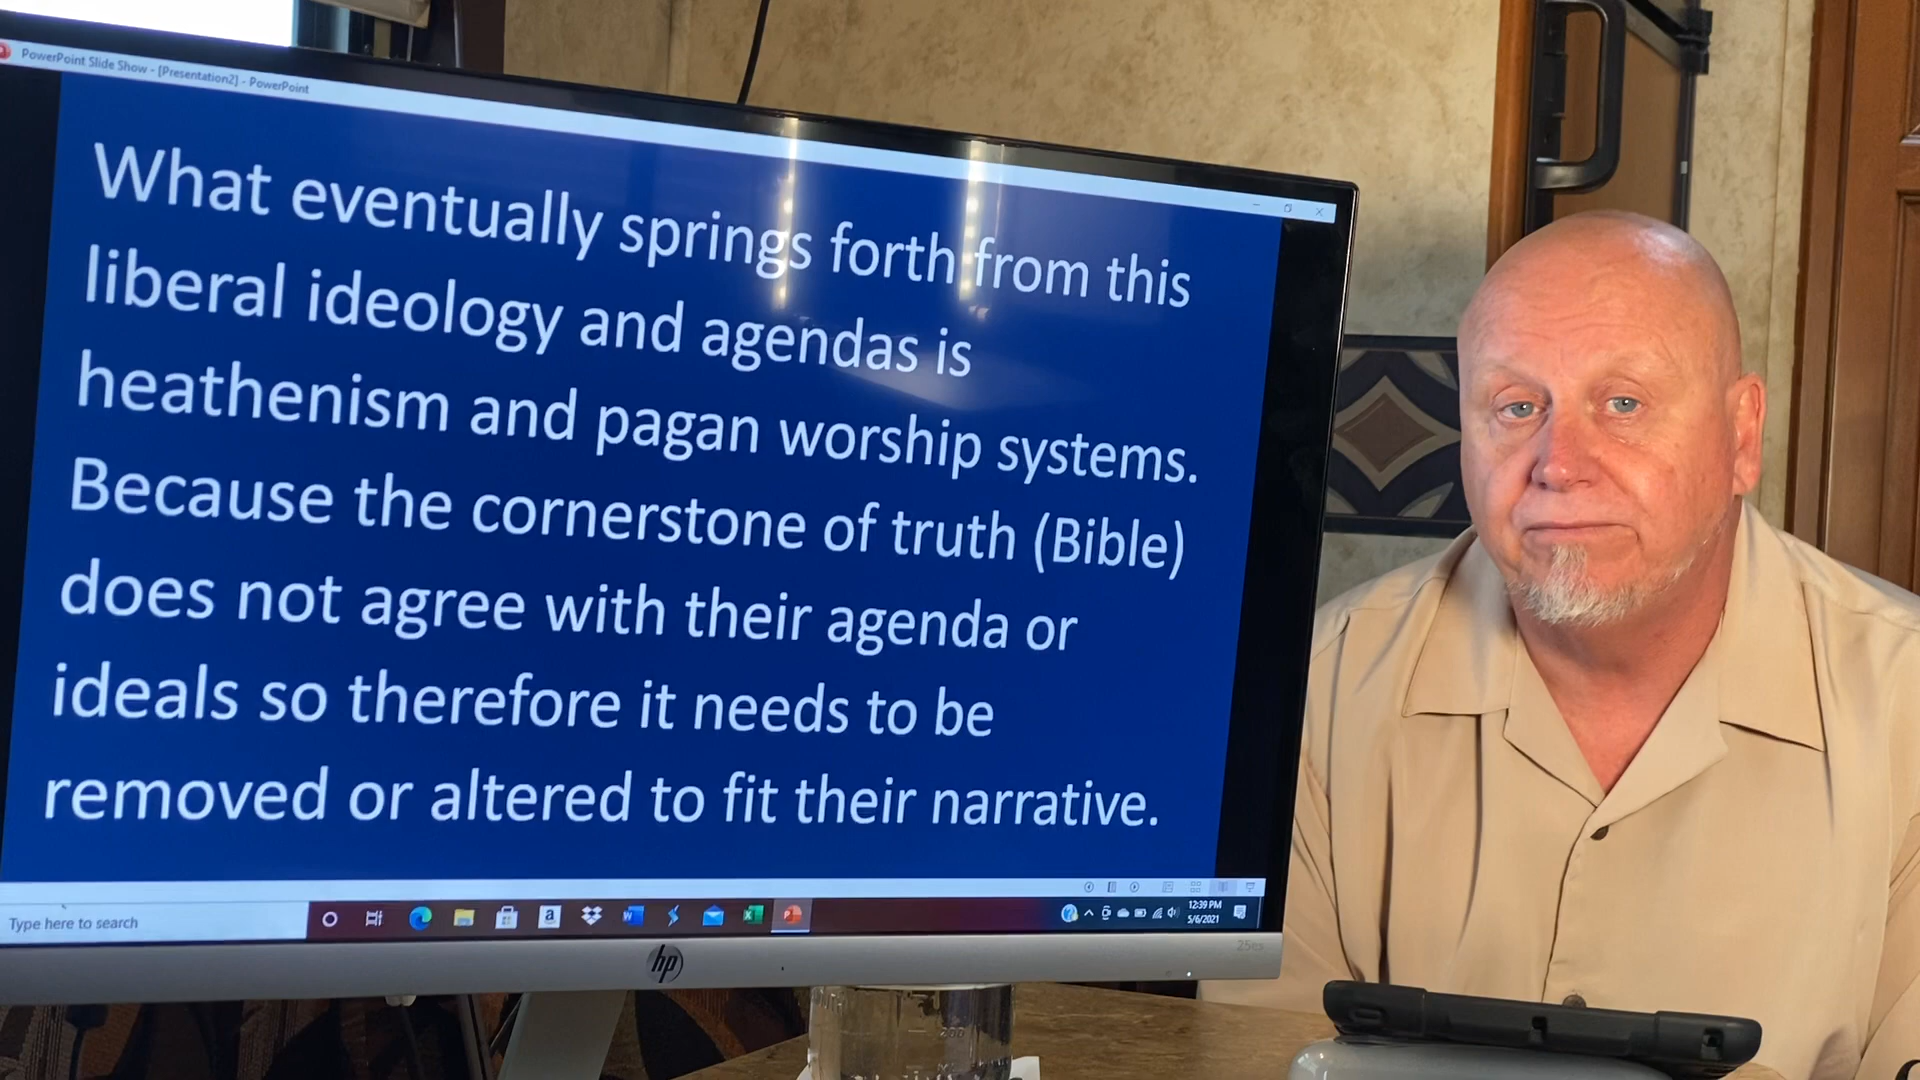 PowerPoint Slide Show - [Presentation2] - PowerPoint
What eventually springs forth from this
liberal ideology and agendas is
heathenism and pagan worship systems.
Because the cornerstone of truth (Bible)
does not agree with their agenda or
ideals so therefore it needs to be
removed or altered to fit their narrative.
Type here to search
12:39 PM
5/6/2021
hp